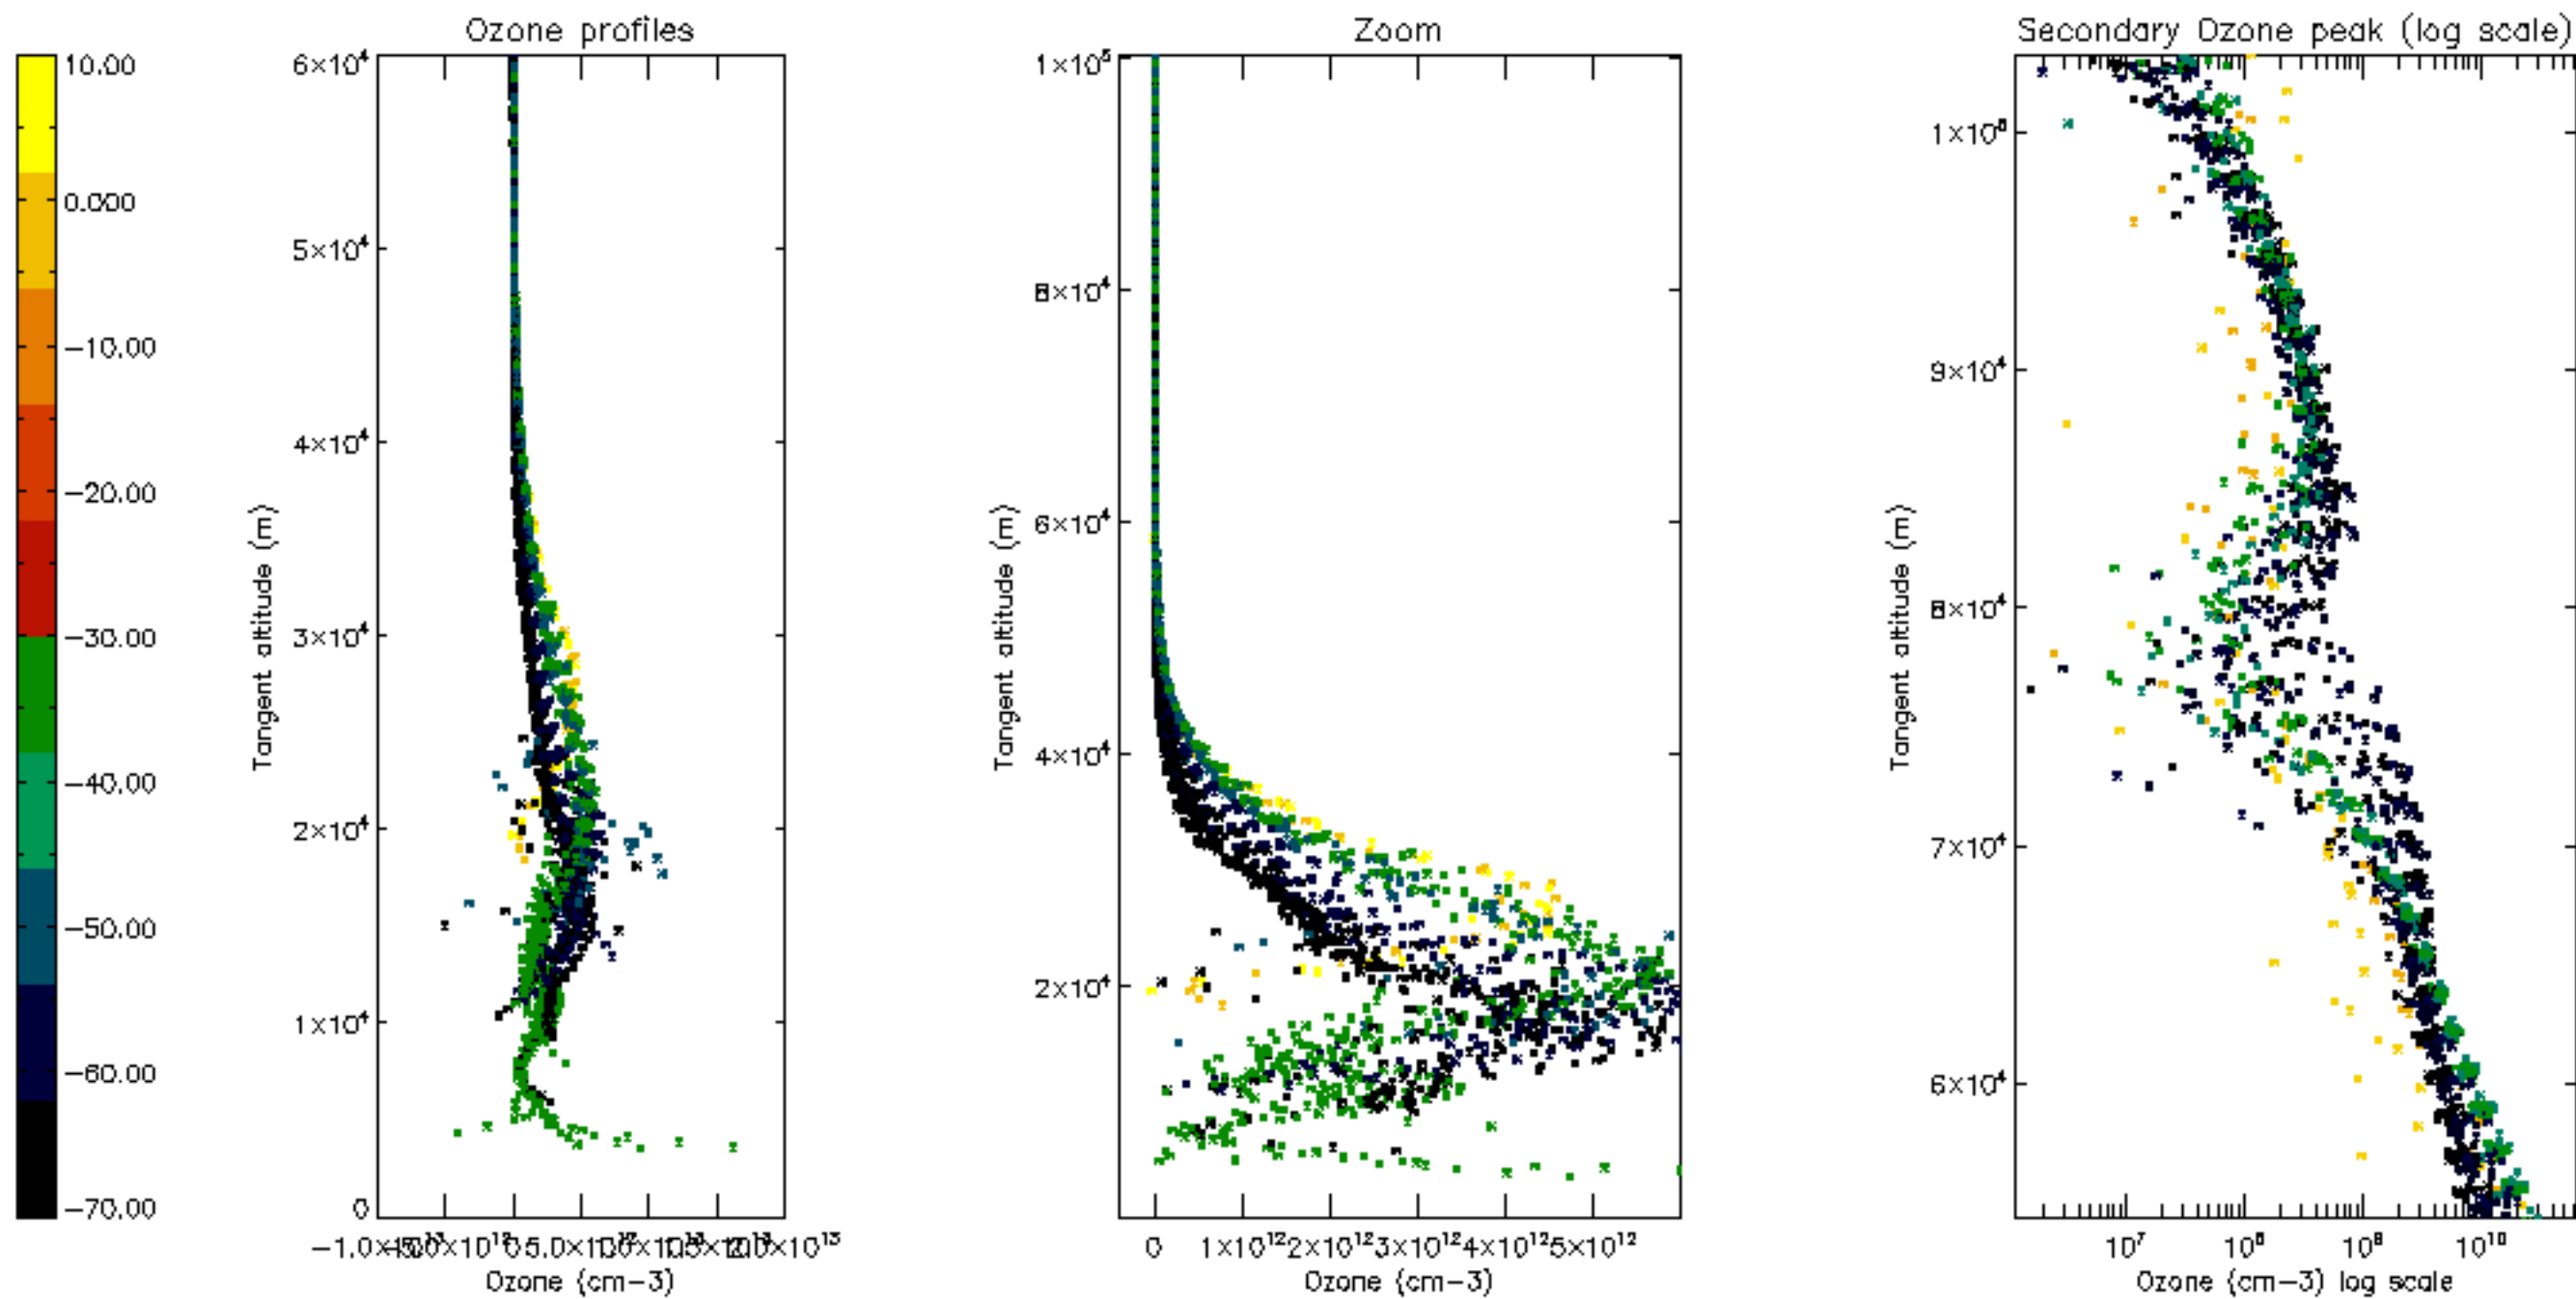 Ozone profiles
Zoom
Secondary Ozone peak (log scale)
10.00
0.000
−10.00
−20.00
−30.00
−40.00
−50.00
−60.00
−70.00
6×10⁴
5×10⁴
4×10⁴
3×10⁴
2×10⁴
1×10⁴
0
Tangent altitude (m)
Ozone (cm−3)
1×10⁵
8×10⁴
6×10⁴
4×10⁴
2×10⁴
Tangent altitude (m)
0 1×10¹² 2×10¹² 3×10¹² 4×10¹² 5×10¹²
Ozone (cm−3)
9×10⁴
8×10⁴
7×10⁴
6×10⁴
Tangent altitude (m)
10⁷ 10⁸ 10⁹ 10¹⁰
Ozone (cm−3) log scale